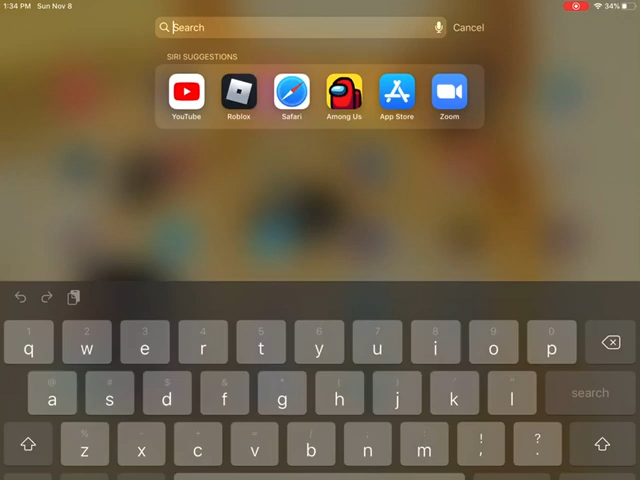 1:34 PM Sun Nov 8 34%
Search Cancel
SIRI SUGGESTIONS
YouTube Roblox Safari Among Us App Store Zoom
1 2 3 4 5 6 7 8 9 0
q w e r t y u i o p
@ # $ & * ( ) ' "
a s d f g h j k l search
% - + = / ; : ! ?
z x c v b n m , .